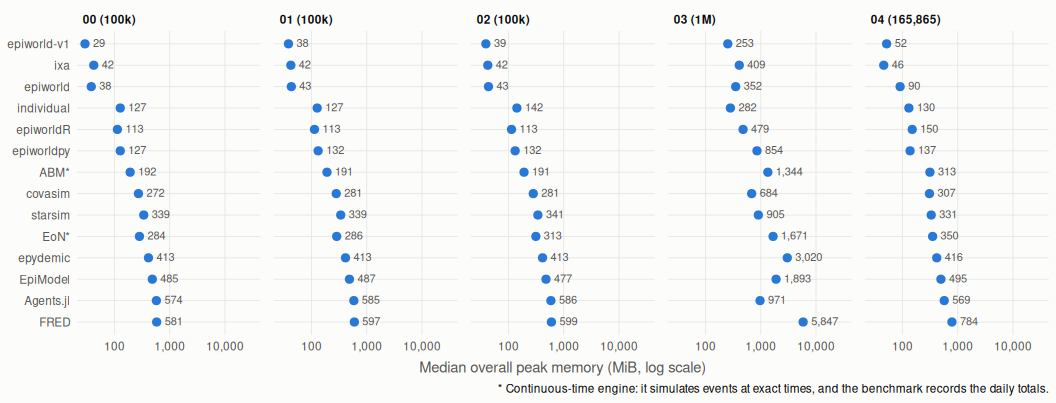 00 (100k) 01 (100k) 02 (100k) 03 (1M) 04 (165,865)
epiworld-v1 29 38 39 253 52
ixa 42 42 42 409 46
epiworld 38 43 43 352 90
individual 127 127 142 282 130
epiworldR 113 113 113 479 150
epiworldpy 127 132 132 854 137
ABM* 192 191 191 1,344 313
covasim 272 281 281 684 307
starsim 339 339 341 905 331
EoN* 284 286 313 1,671 350
epydemic 413 413 413 3,020 416
EpiModel 485 487 477 1,893 495
Agents.jl 574 585 586 971 569
FRED 581 597 599 5,847 784
100 1,000 10,000 100 1,000 10,000 100 1,000 10,000 100 1,000 10,000 100 1,000 10,000
Median overall peak memory (MiB, log scale)
* Continuous-time engine: it simulates events at exact times, and the benchmark records the daily totals.